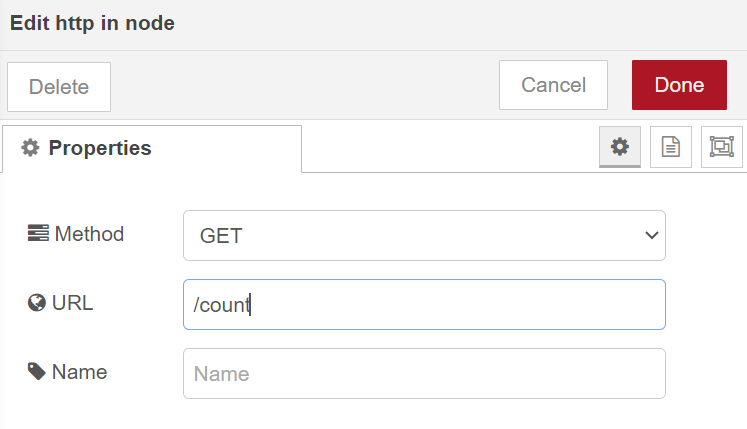 Edit http in node
Delete
Cancel
Done
Properties
Method
GET
URL
/count
Name
Name